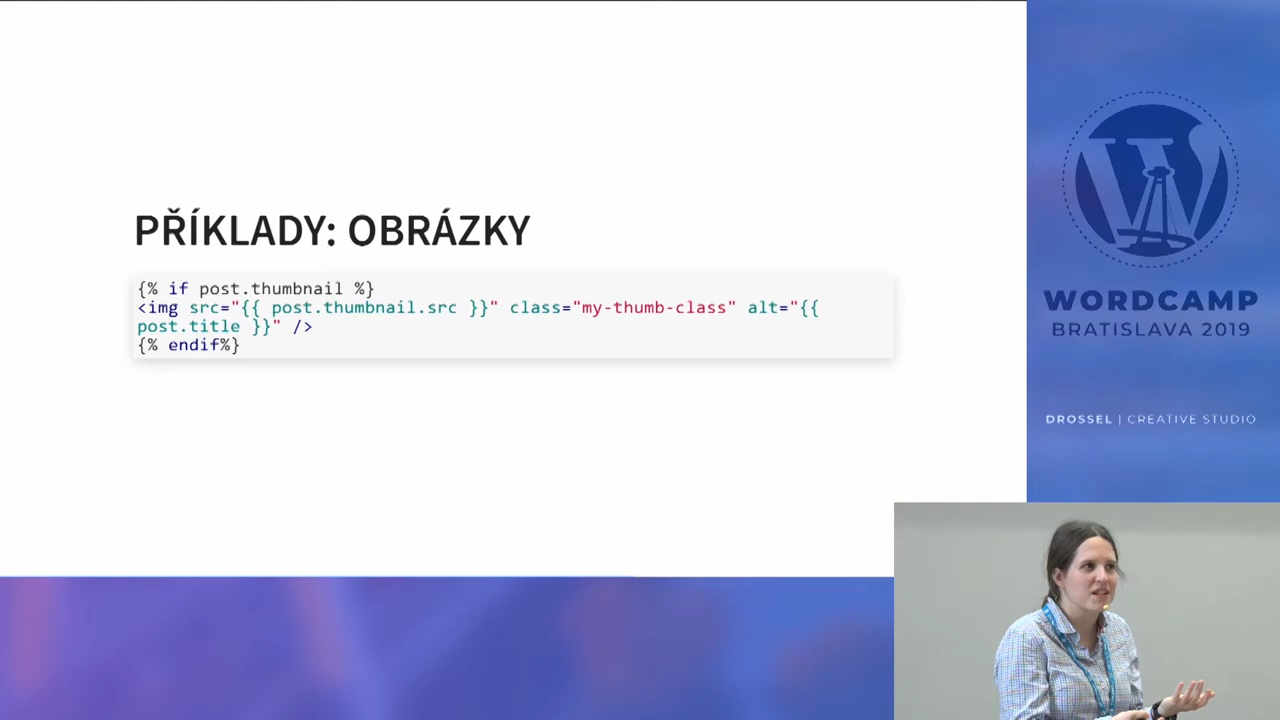 PŘÍKLADY: OBRÁZKY
{% if post.thumbnail %}
<img src="{{ post.thumbnail.src }}" class="my-thumb-class" alt="{{
post.title }}" />
{% endif%}
WORDCAMP
BRATISLAVA 2019
DROSSEL | CREATIVE STUDIO